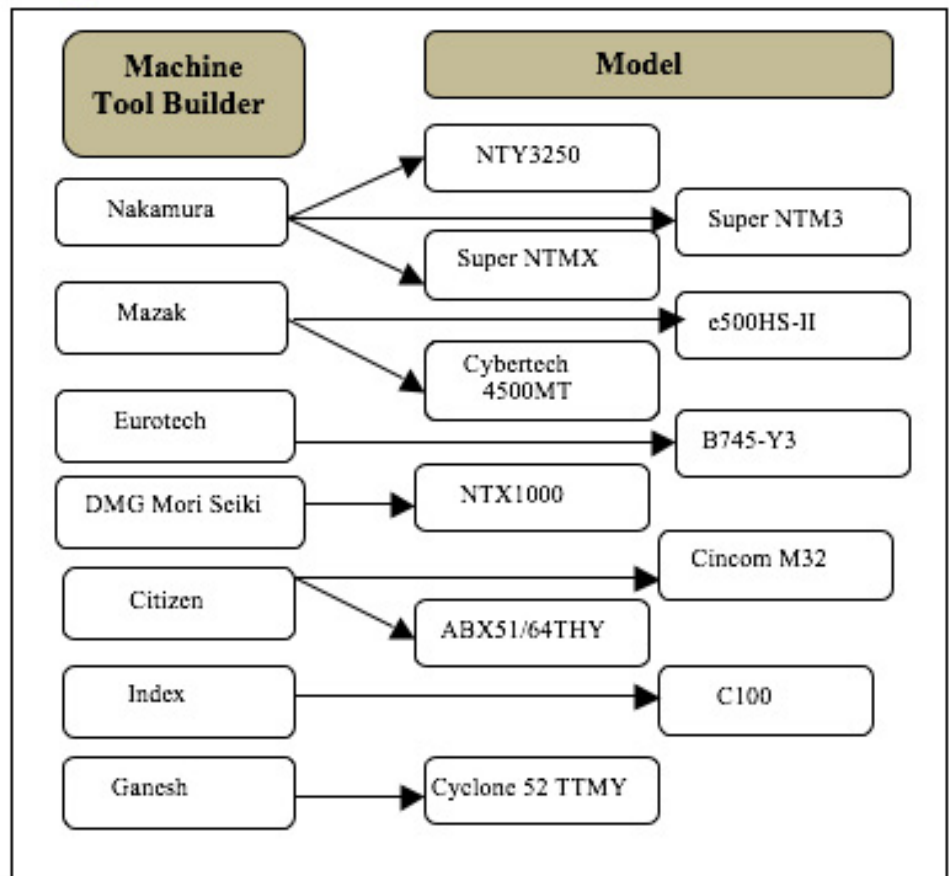 Machine
Tool Builder
Model
NTY3250
Nakamura
Super NTM3
Super NTMX
Mazak
e500HS-II
Cybertech
4500MT
Eurotech
B745-Y3
DMG Mori Seiki
NTX1000
Cincom M32
Citizen
ABX51/64THY
Index
C100
Ganesh
Cyclone 52 TTMY